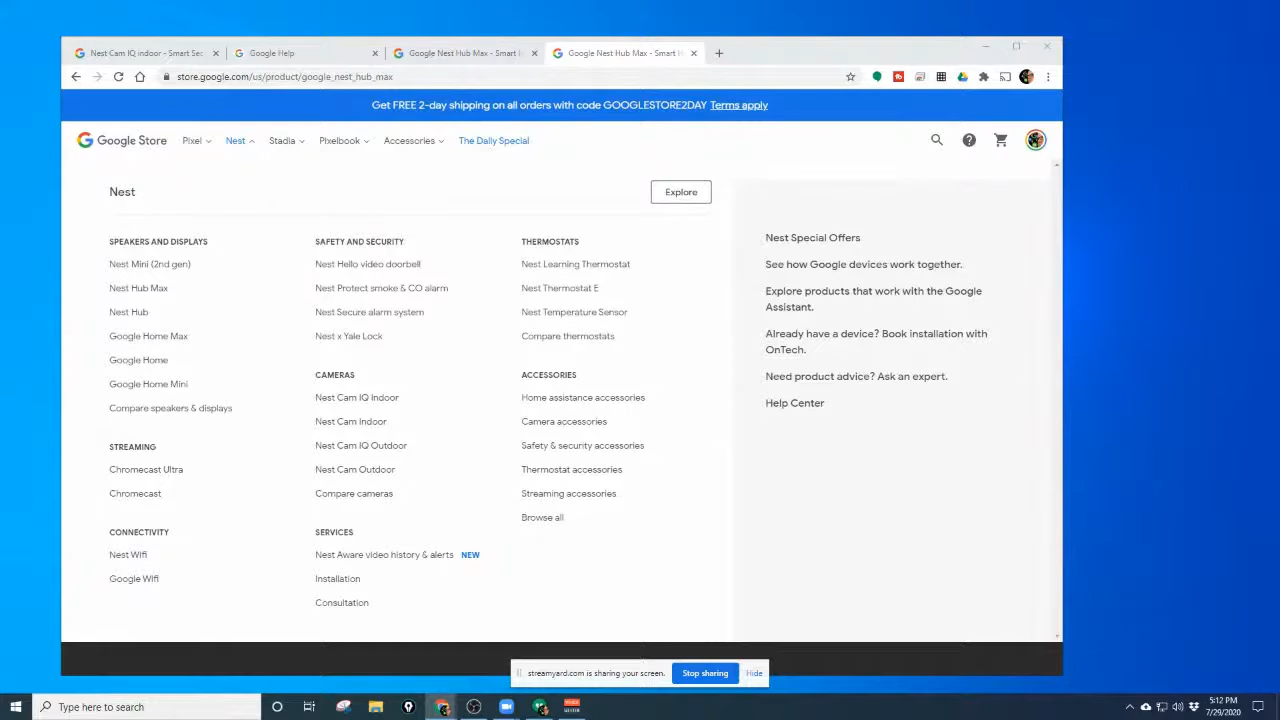 Nest Cam IQ indoor - Smart Sec
Google Help
Google Nest Hub Max - Smart
Google Nest Hub Max - Smart
store.google.com/us/product/google_nest_hub_max
Get FREE 2-day shipping on all orders with code GOOGLESTORE2DAY Terms apply
Google Store
Pixel
Nest
Stadia
Pixelbook
Accessories
The Daily Special
Nest
Explore
SPEAKERS AND DISPLAYS
Nest Mini (2nd gen)
Nest Hub Max
Nest Hub
Google Home Max
Google Home
Google Home Mini
Compare speakers & displays
STREAMING
Chromecast Ultra
Chromecast
CONNECTIVITY
Nest Wifi
Google Wifi
SAFETY AND SECURITY
Nest Hello video doorbell
Nest Protect smoke & CO alarm
Nest Secure alarm system
Nest x Yale Lock
CAMERAS
Nest Cam IQ Indoor
Nest Cam Indoor
Nest Cam IQ Outdoor
Nest Cam Outdoor
Compare cameras
SERVICES
Nest Aware video history & alerts NEW
Installation
Consultation
THERMOSTATS
Nest Learning Thermostat
Nest Thermostat E
Nest Temperature Sensor
Compare thermostats
ACCESSORIES
Home assistance accessories
Camera accessories
Safety & security accessories
Thermostat accessories
Streaming accessories
Browse all
Nest Special Offers
See how Google devices work together.
Explore products that work with the Google
Assistant.
Already have a device? Book installation with
OnTech.
Need product advice? Ask an expert.
Help Center
streamyard.com is sharing your screen.
Stop sharing
Hide
Type here to search
5:12 PM
7/29/2020